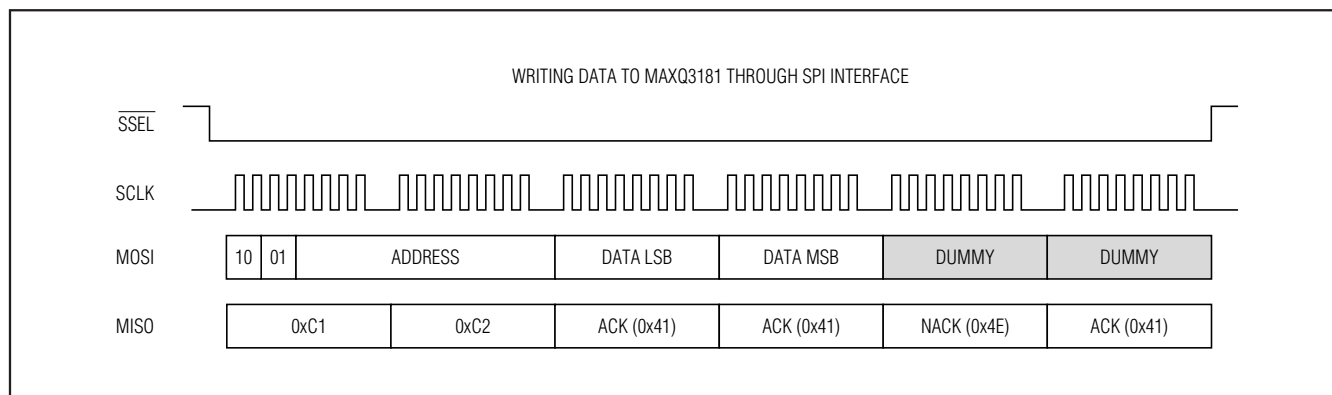 WRITING DATA TO MAXQ3181 THROUGH SPI INTERFACE
SSEL
SCLK
MOSI 10 01 ADDRESS DATA LSB DATA MSB DUMMY DUMMY
MISO 0xC1 0xC2 ACK (0x41) ACK (0x41) NACK (0x4E) ACK (0x41)